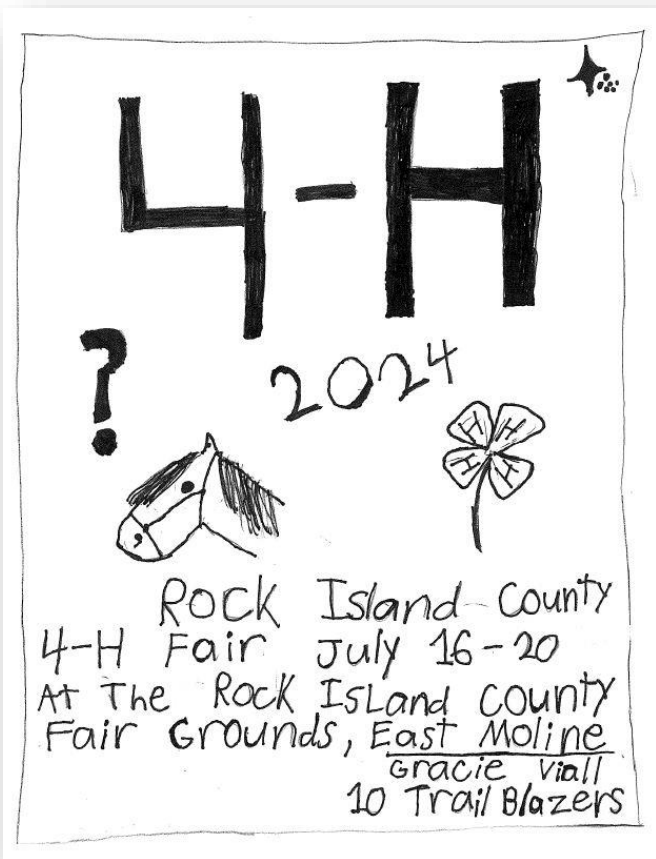 4-H
?
2024
H H
H H
Rock Island County
4-H Fair July 16-20
At The Rock Island County
Fair Grounds, East Moline
Gracie Viall
10 Trail Blazers